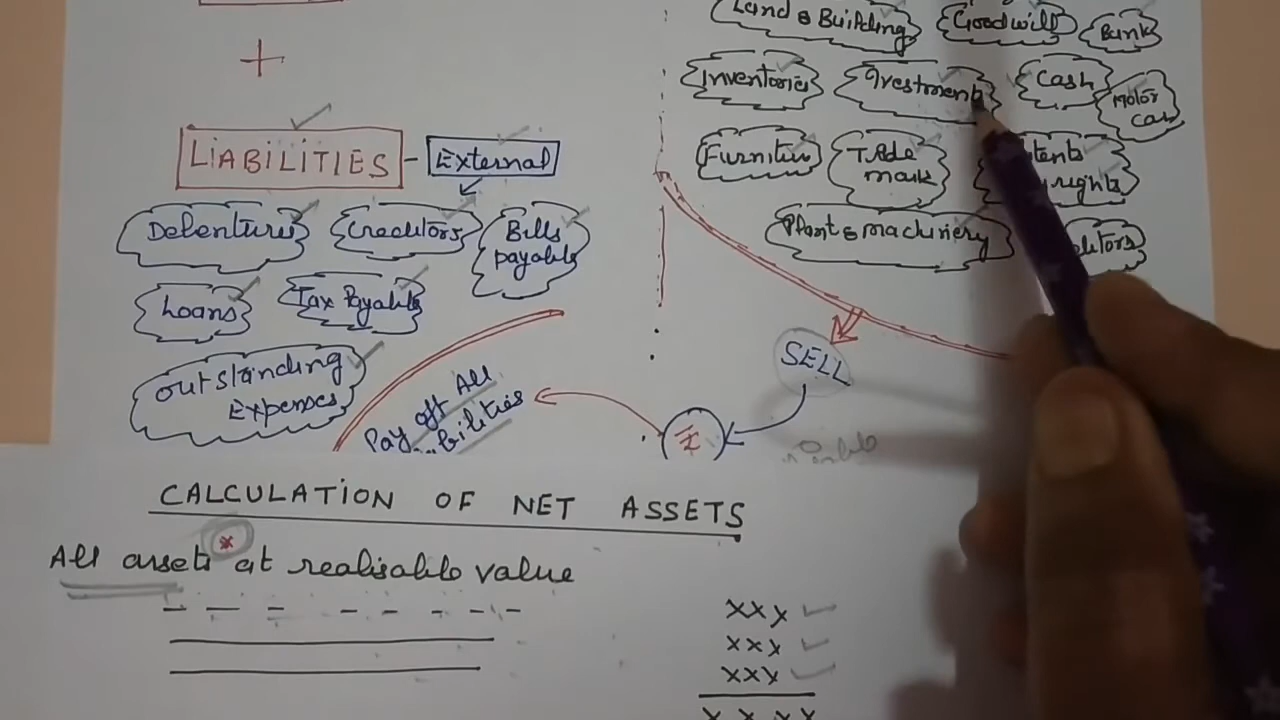 +
LIABILITIES - External
Debentures
Creditors
Bills
payable
Loans
Tax Payable
outstanding
Expenses
Pay off All
Land & Building
Goodwill
Bank
Inventories
Investments
Cash
Motor
car
Furniture
Trade
mark
Plant & machinery
SELL
₹
CALCULATION OF NET ASSETS
All assets * at realisable value
xxx
xxx
xxx
x x x x